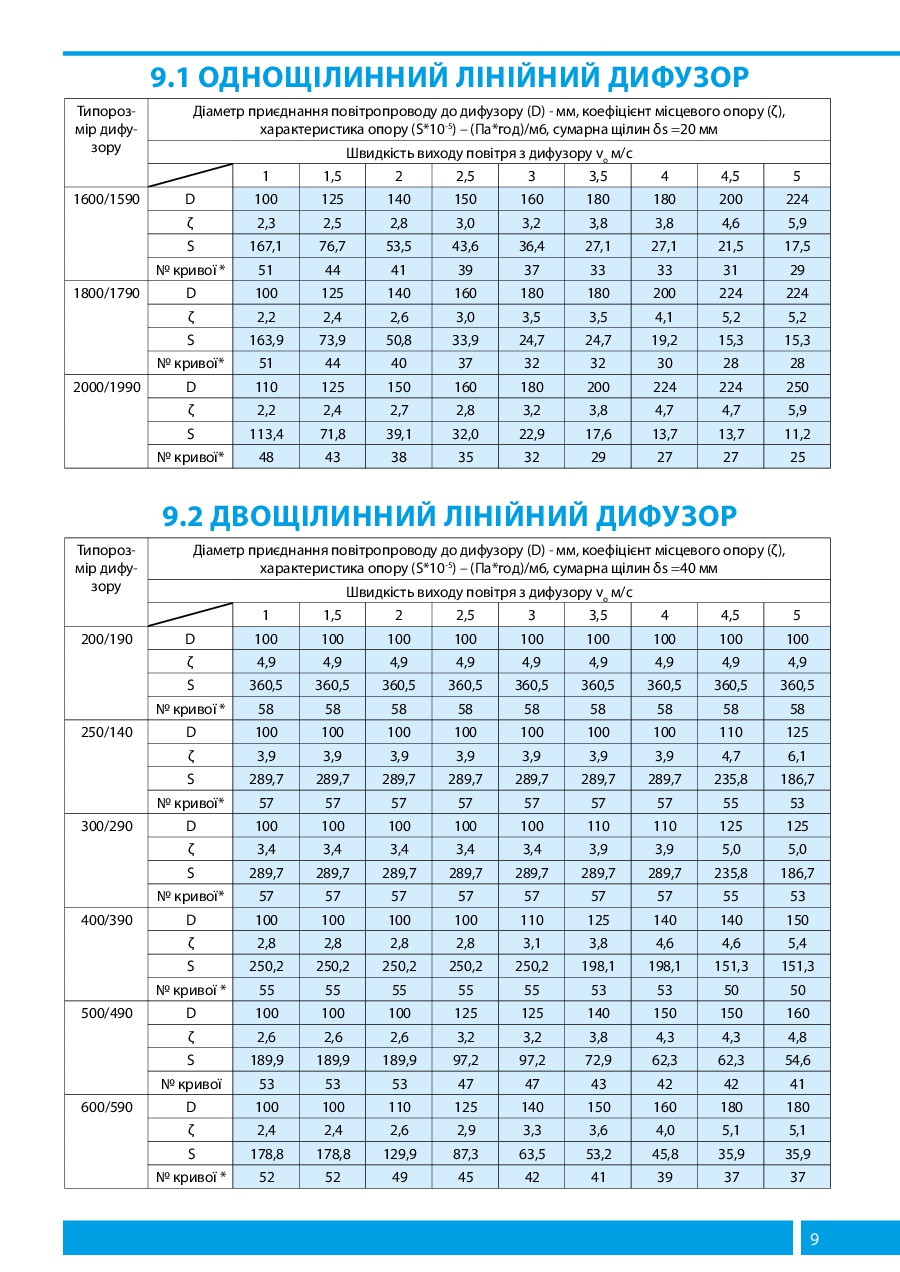 9.1 ОДНОЩІЛИННИЙ ЛІНІЙНИЙ ДИФУЗОР
Типороз-
мір дифу-
зору
Діаметр приєднання повітропроводу до дифузору (D) - мм, коефіцієнт місцевого опору (ζ),
характеристика опору (S*10⁻⁵) – (Па*год)/м6, сумарна щілин δs =20 мм
Швидкість виходу повітря з дифузору vₒ м/с
1 1,5 2 2,5 3 3,5 4 4,5 5
1600/1590 D 100 125 140 150 160 180 180 200 224
ζ 2,3 2,5 2,8 3,0 3,2 3,8 3,8 4,6 5,9
S 167,1 76,7 53,5 43,6 36,4 27,1 27,1 21,5 17,5
№ кривої * 51 44 41 39 37 33 33 31 29
1800/1790 D 100 125 140 160 180 180 200 224 224
ζ 2,2 2,4 2,6 3,0 3,5 3,5 4,1 5,2 5,2
S 163,9 73,9 50,8 33,9 24,7 24,7 19,2 15,3 15,3
№ кривої* 51 44 40 37 32 32 30 28 28
2000/1990 D 110 125 150 160 180 200 224 224 250
ζ 2,2 2,4 2,7 2,8 3,2 3,8 4,7 4,7 5,9
S 113,4 71,8 39,1 32,0 22,9 17,6 13,7 13,7 11,2
№ кривої* 48 43 38 35 32 29 27 27 25
9.2 ДВОЩІЛИННИЙ ЛІНІЙНИЙ ДИФУЗОР
Типороз-
мір дифу-
зору
Діаметр приєднання повітропроводу до дифузору (D) - мм, коефіцієнт місцевого опору (ζ),
характеристика опору (S*10⁻⁵) – (Па*год)/м6, сумарна щілин δs =40 мм
Швидкість виходу повітря з дифузору vₒ м/с
1 1,5 2 2,5 3 3,5 4 4,5 5
200/190 D 100 100 100 100 100 100 100 100 100
ζ 4,9 4,9 4,9 4,9 4,9 4,9 4,9 4,9 4,9
S 360,5 360,5 360,5 360,5 360,5 360,5 360,5 360,5 360,5
№ кривої * 58 58 58 58 58 58 58 58 58
250/140 D 100 100 100 100 100 100 100 110 125
ζ 3,9 3,9 3,9 3,9 3,9 3,9 3,9 4,7 6,1
S 289,7 289,7 289,7 289,7 289,7 289,7 289,7 235,8 186,7
№ кривої* 57 57 57 57 57 57 57 55 53
300/290 D 100 100 100 100 100 110 110 125 125
ζ 3,4 3,4 3,4 3,4 3,4 3,9 3,9 5,0 5,0
S 289,7 289,7 289,7 289,7 289,7 289,7 289,7 235,8 186,7
№ кривої* 57 57 57 57 57 57 57 55 53
400/390 D 100 100 100 100 110 125 140 140 150
ζ 2,8 2,8 2,8 2,8 3,1 3,8 4,6 4,6 5,4
S 250,2 250,2 250,2 250,2 250,2 198,1 198,1 151,3 151,3
№ кривої * 55 55 55 55 55 53 53 50 50
500/490 D 100 100 100 125 125 140 150 150 160
ζ 2,6 2,6 2,6 3,2 3,2 3,8 4,3 4,3 4,8
S 189,9 189,9 189,9 97,2 97,2 72,9 62,3 62,3 54,6
№ кривої 53 53 53 47 47 43 42 42 41
600/590 D 100 100 110 125 140 150 160 180 180
ζ 2,4 2,4 2,6 2,9 3,3 3,6 4,0 5,1 5,1
S 178,8 178,8 129,9 87,3 63,5 53,2 45,8 35,9 35,9
№ кривої * 52 52 49 45 42 41 39 37 37
9